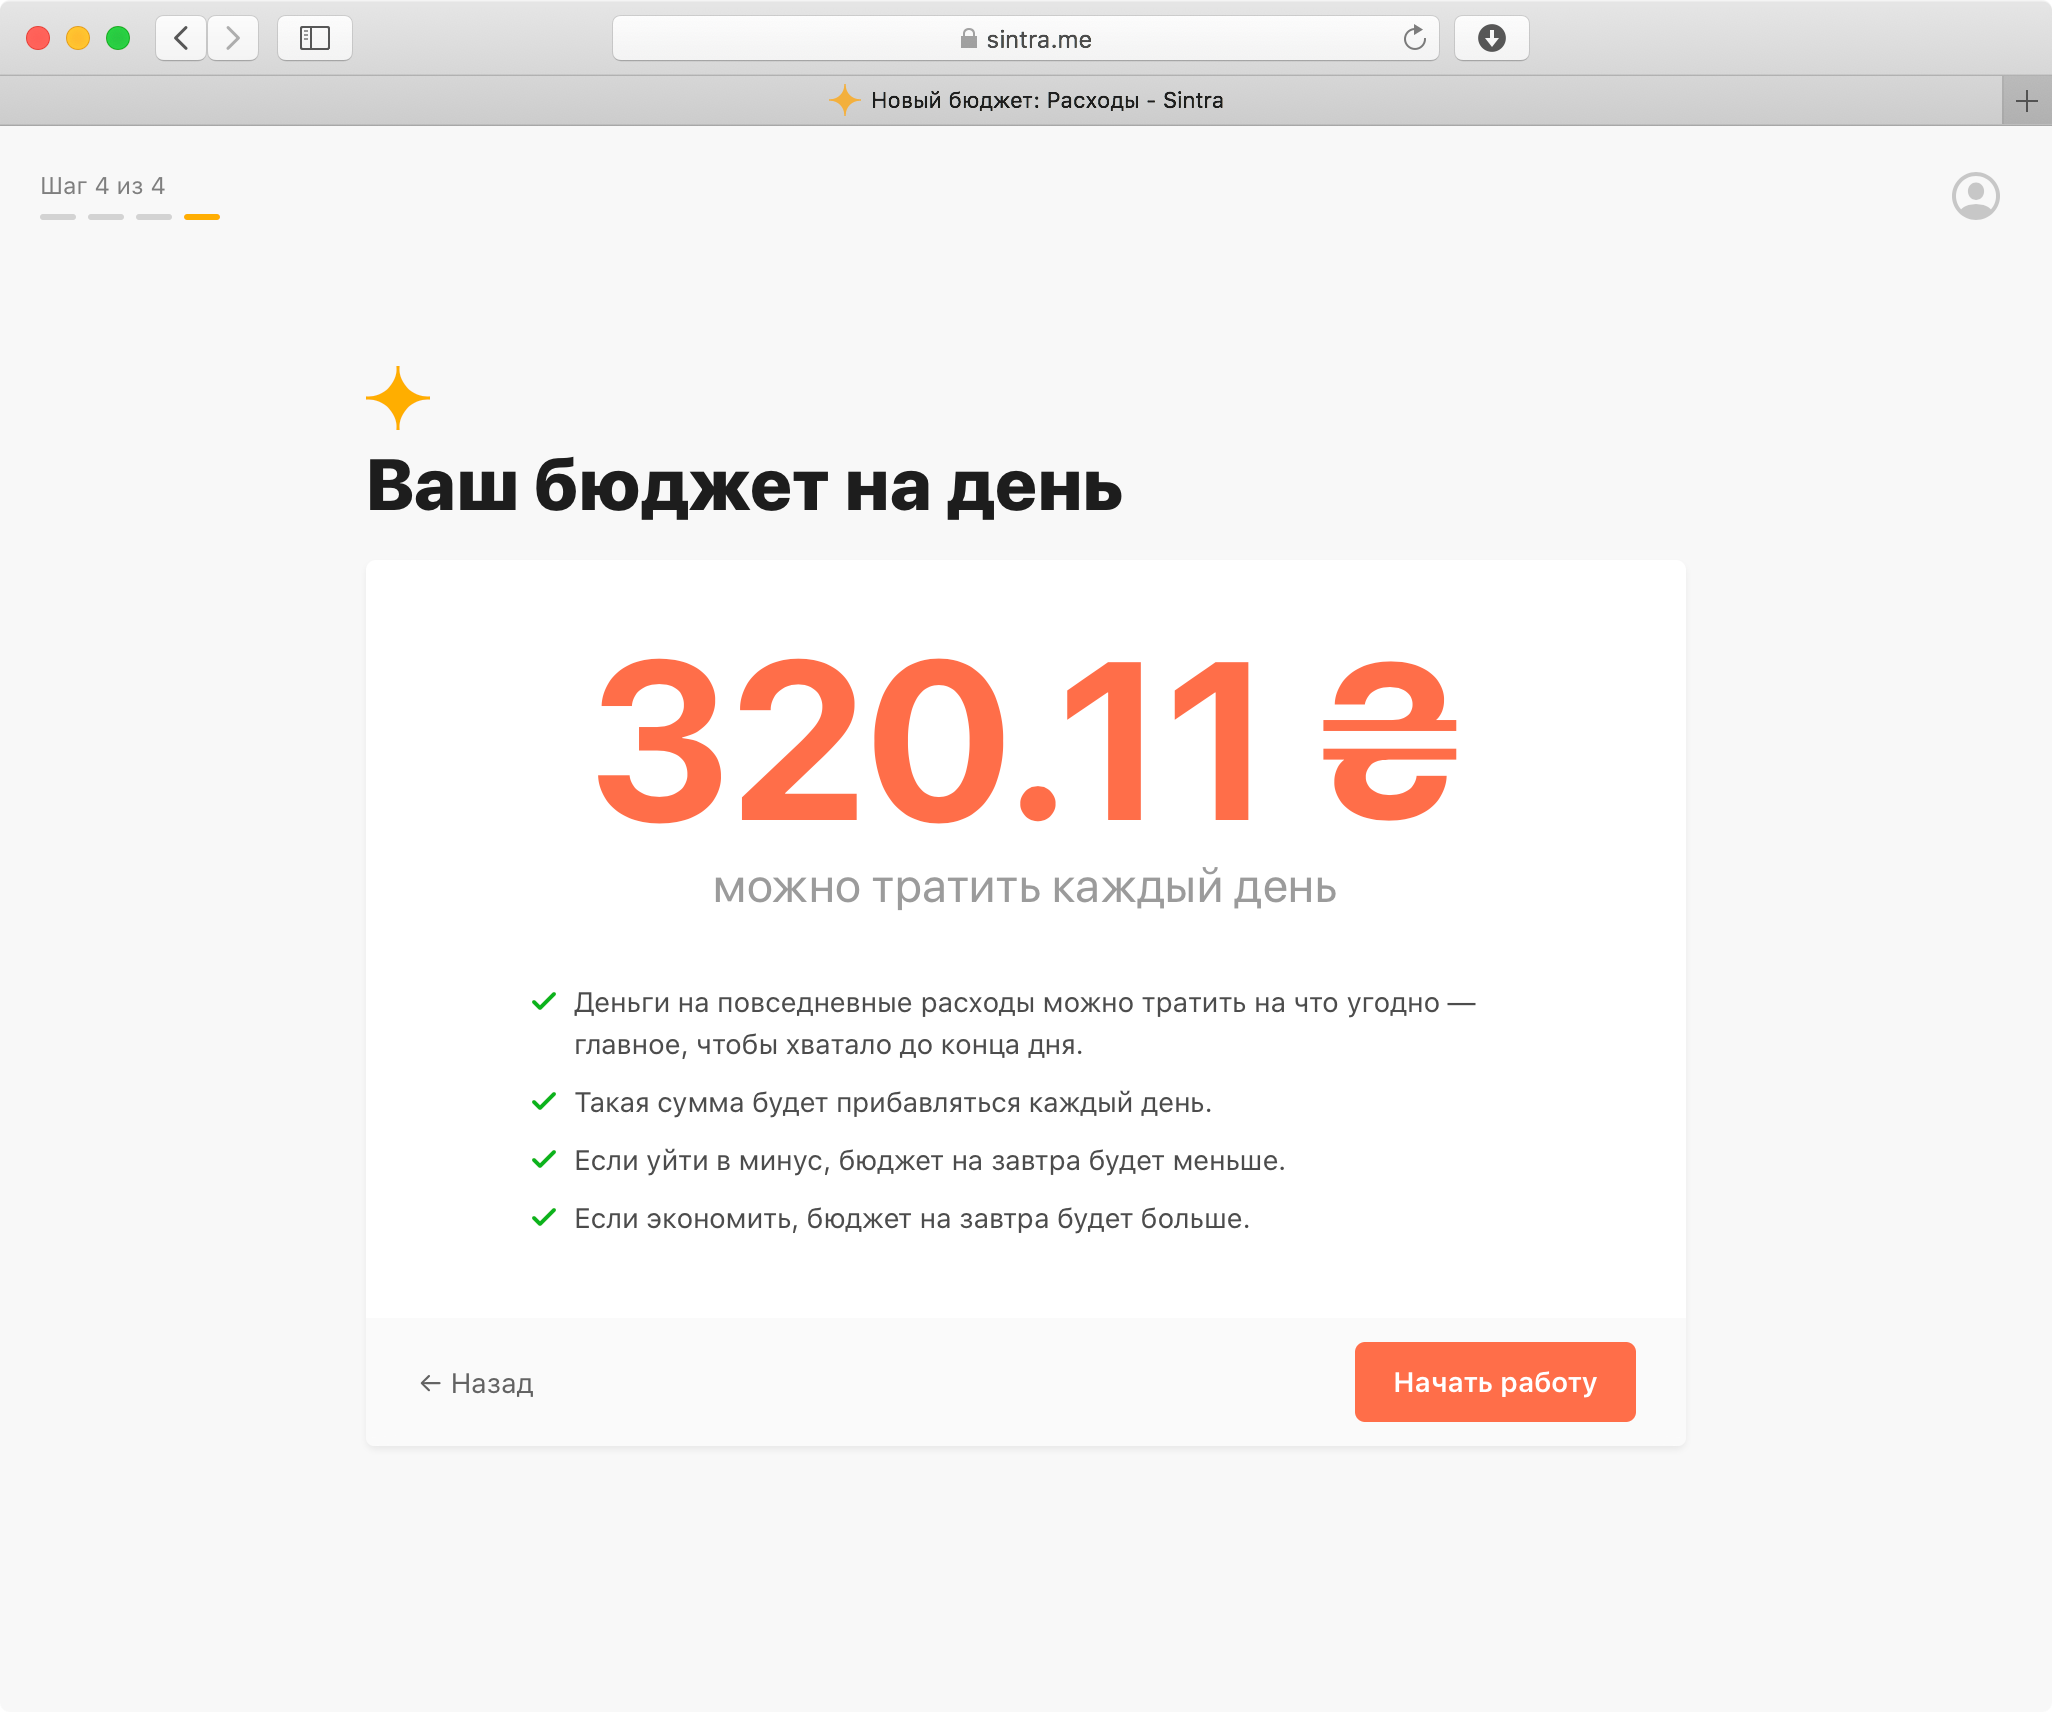 sintra.me
Новый бюджет: Расходы - Sintra
Шаг 4 из 4
Ваш бюджет на день
320.11 ₴
можно тратить каждый день
Деньги на повседневные расходы можно тратить на что угодно —
главное, чтобы хватало до конца дня.
Такая сумма будет прибавляться каждый день.
Если уйти в минус, бюджет на завтра будет меньше.
Если экономить, бюджет на завтра будет больше.
← Назад
Начать работу